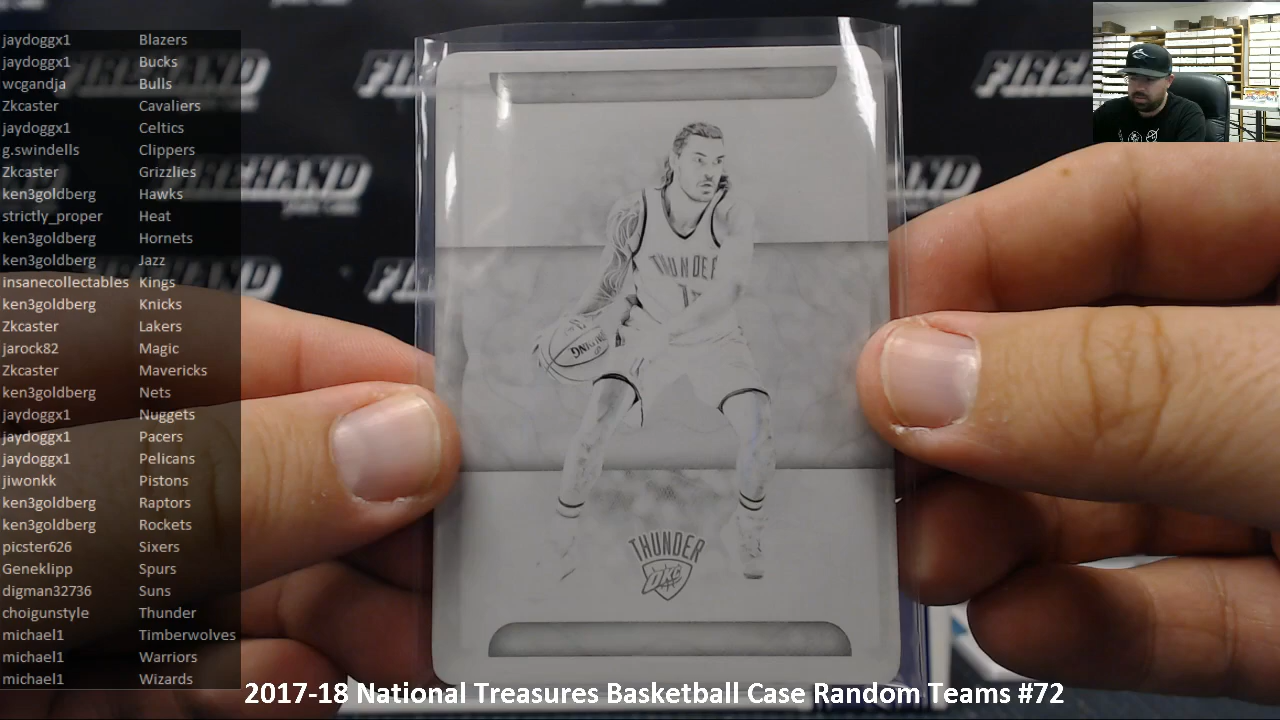 jaydoggx1 Blazers
jaydoggx1 Bucks
wcgandja Bulls
Zkcaster Cavaliers
jaydoggx1 Celtics
g.swindells Clippers
Zkcaster Grizzlies
ken3goldberg Hawks
strictly_proper Heat
ken3goldberg Hornets
ken3goldberg Jazz
insanecollectables Kings
ken3goldberg Knicks
Zkcaster Lakers
jarock82 Magic
Zkcaster Mavericks
ken3goldberg Nets
jaydoggx1 Nuggets
jaydoggx1 Pacers
jaydoggx1 Pelicans
jiwonkk Pistons
ken3goldberg Raptors
ken3goldberg Rockets
picster626 Sixers
Geneklipp Spurs
digman32736 Suns
choigunstyle Thunder
michael1 Timberwolves
michael1 Warriors
michael1 Wizards
FIREHAND
THUNDER
THUNDER
OKC
2017-18 National Treasures Basketball Case Random Teams #72